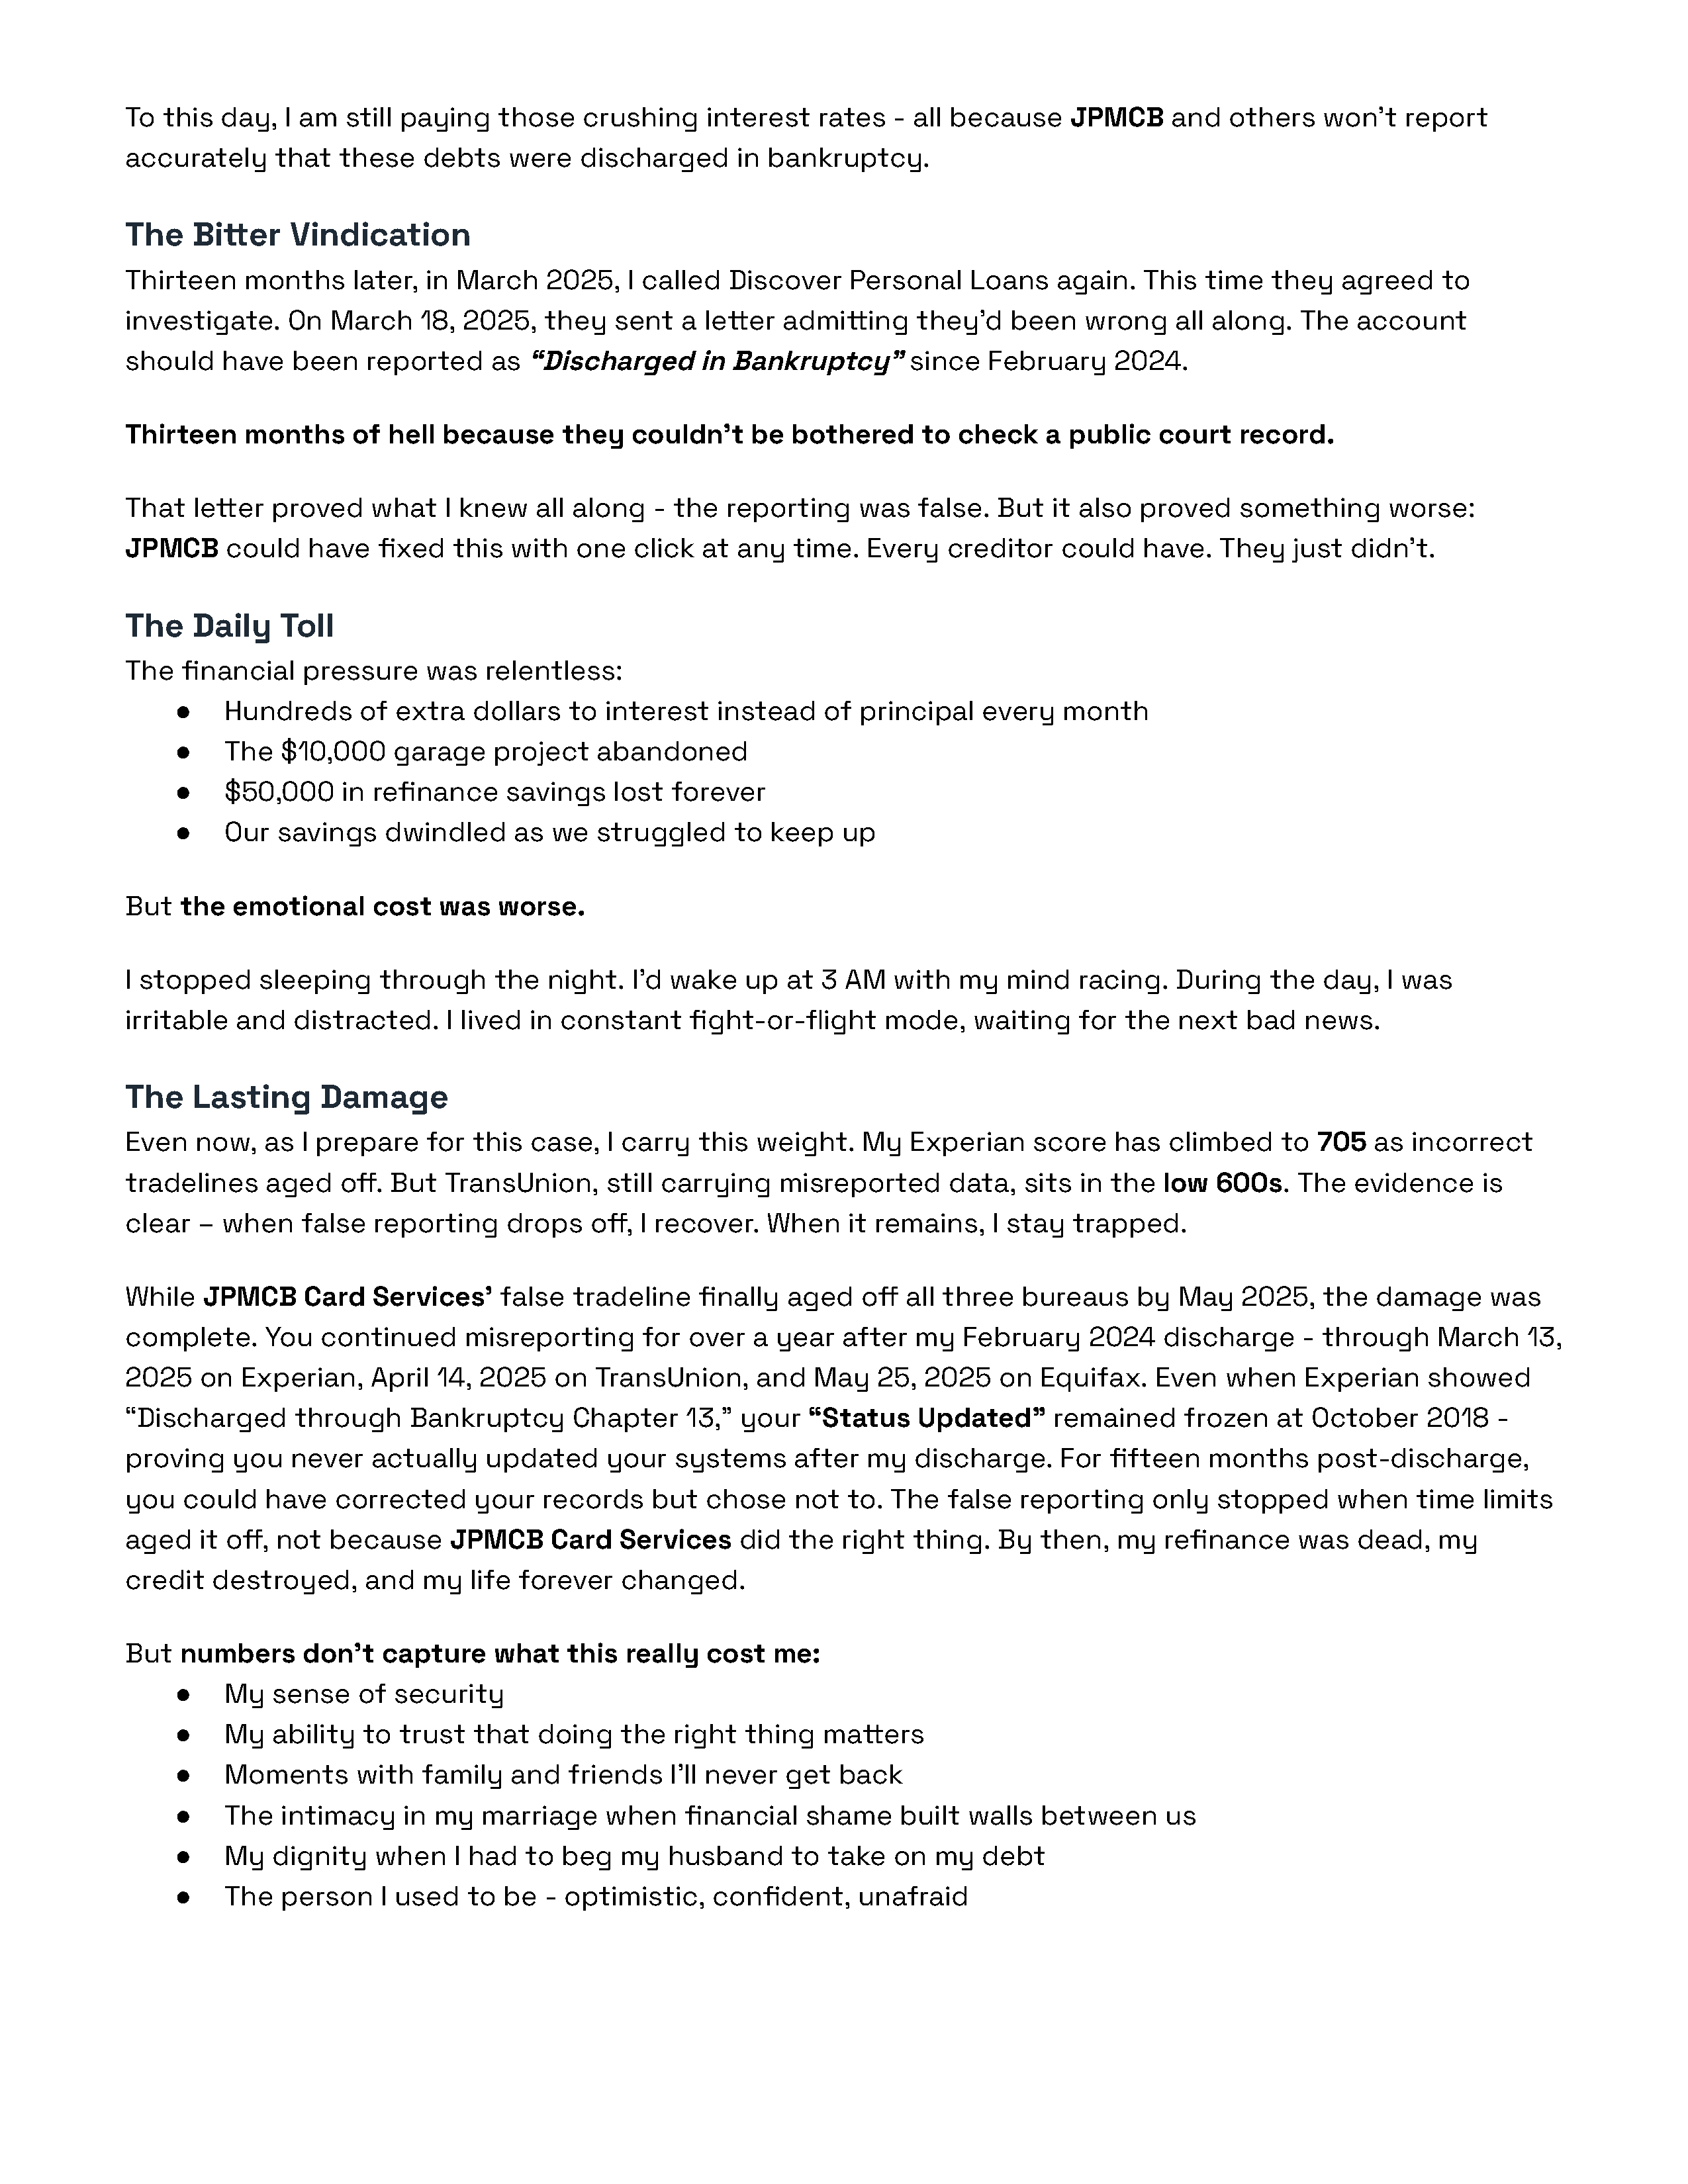 To this day, I am still paying those crushing interest rates - all because JPMCB and others won't report
accurately that these debts were discharged in bankruptcy.
The Bitter Vindication
Thirteen months later, in March 2025, I called Discover Personal Loans again. This time they agreed to
investigate. On March 18, 2025, they sent a letter admitting they'd been wrong all along. The account
should have been reported as “Discharged in Bankruptcy” since February 2024.
Thirteen months of hell because they couldn't be bothered to check a public court record.
That letter proved what I knew all along - the reporting was false. But it also proved something worse:
JPMCB could have fixed this with one click at any time. Every creditor could have. They just didn't.
The Daily Toll
The financial pressure was relentless:
● Hundreds of extra dollars to interest instead of principal every month
● The $10,000 garage project abandoned
● $50,000 in refinance savings lost forever
● Our savings dwindled as we struggled to keep up
But the emotional cost was worse.
I stopped sleeping through the night. I'd wake up at 3 AM with my mind racing. During the day, I was
irritable and distracted. I lived in constant fight-or-flight mode, waiting for the next bad news.
The Lasting Damage
Even now, as I prepare for this case, I carry this weight. My Experian score has climbed to 705 as incorrect
tradelines aged off. But TransUnion, still carrying misreported data, sits in the low 600s. The evidence is
clear – when false reporting drops off, I recover. When it remains, I stay trapped.
While JPMCB Card Services' false tradeline finally aged off all three bureaus by May 2025, the damage was
complete. You continued misreporting for over a year after my February 2024 discharge - through March 13,
2025 on Experian, April 14, 2025 on TransUnion, and May 25, 2025 on Equifax. Even when Experian showed
“Discharged through Bankruptcy Chapter 13,” your “Status Updated” remained frozen at October 2018 -
proving you never actually updated your systems after my discharge. For fifteen months post-discharge,
you could have corrected your records but chose not to. The false reporting only stopped when time limits
aged it off, not because JPMCB Card Services did the right thing. By then, my refinance was dead, my
credit destroyed, and my life forever changed.
But numbers don't capture what this really cost me:
● My sense of security
● My ability to trust that doing the right thing matters
● Moments with family and friends I'll never get back
● The intimacy in my marriage when financial shame built walls between us
● My dignity when I had to beg my husband to take on my debt
● The person I used to be - optimistic, confident, unafraid